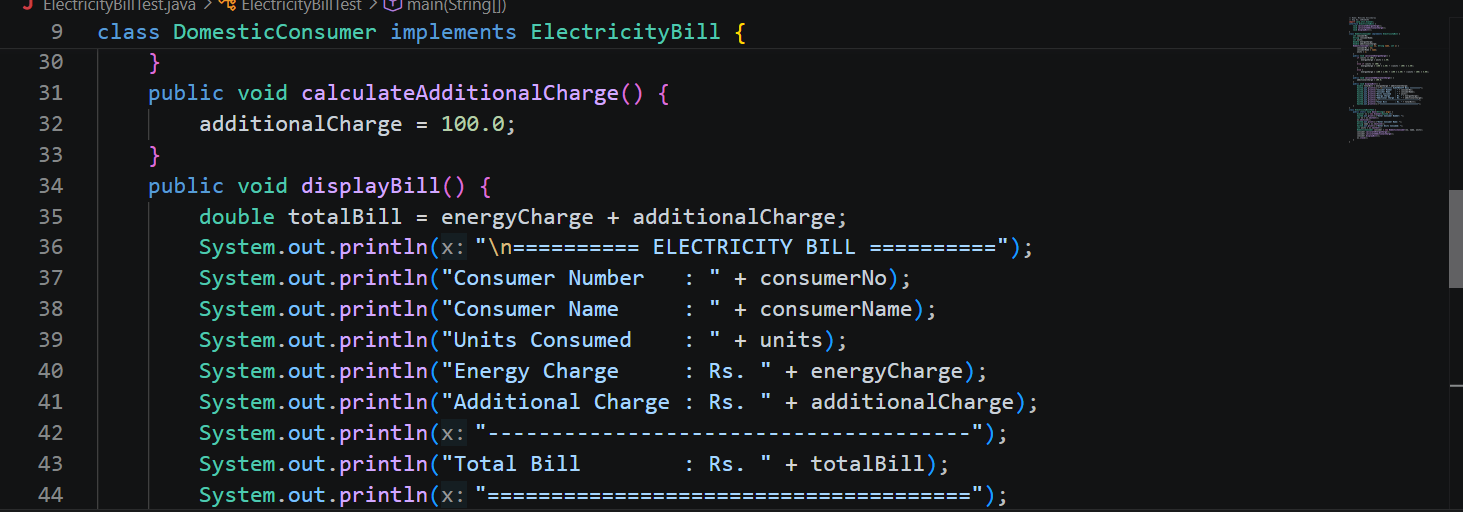 ElectricityBillTest.java > ElectricityBillTest > main(String[])
9 class DomesticConsumer implements ElectricityBill {
30     }
31     public void calculateAdditionalCharge() {
32         additionalCharge = 100.0;
33     }
34     public void displayBill() {
35         double totalBill = energyCharge + additionalCharge;
36         System.out.println(x: "\n========== ELECTRICITY BILL ==========");
37         System.out.println("Consumer Number   : " + consumerNo);
38         System.out.println("Consumer Name     : " + consumerName);
39         System.out.println("Units Consumed    : " + units);
40         System.out.println("Energy Charge     : Rs. " + energyCharge);
41         System.out.println("Additional Charge : Rs. " + additionalCharge);
42         System.out.println(x: "--------------------------------------");
43         System.out.println("Total Bill        : Rs. " + totalBill);
44         System.out.println(x: "======================================");